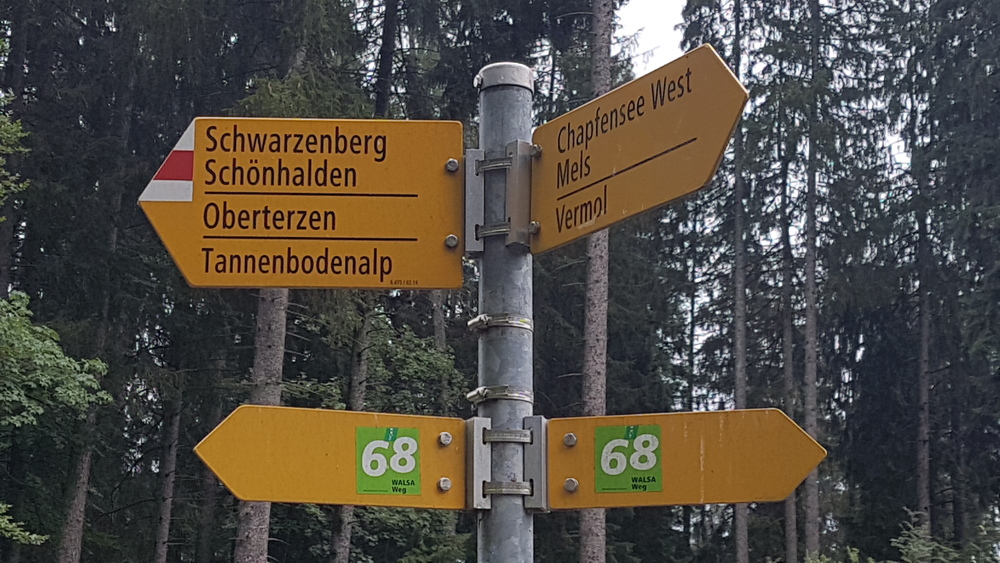 Schwarzenberg
Schönhalden
Oberterzen
Tannenbodenalp
Chapfensee West
Mels
Vermol
68
WALSA
Weg
68
WALSA
Weg